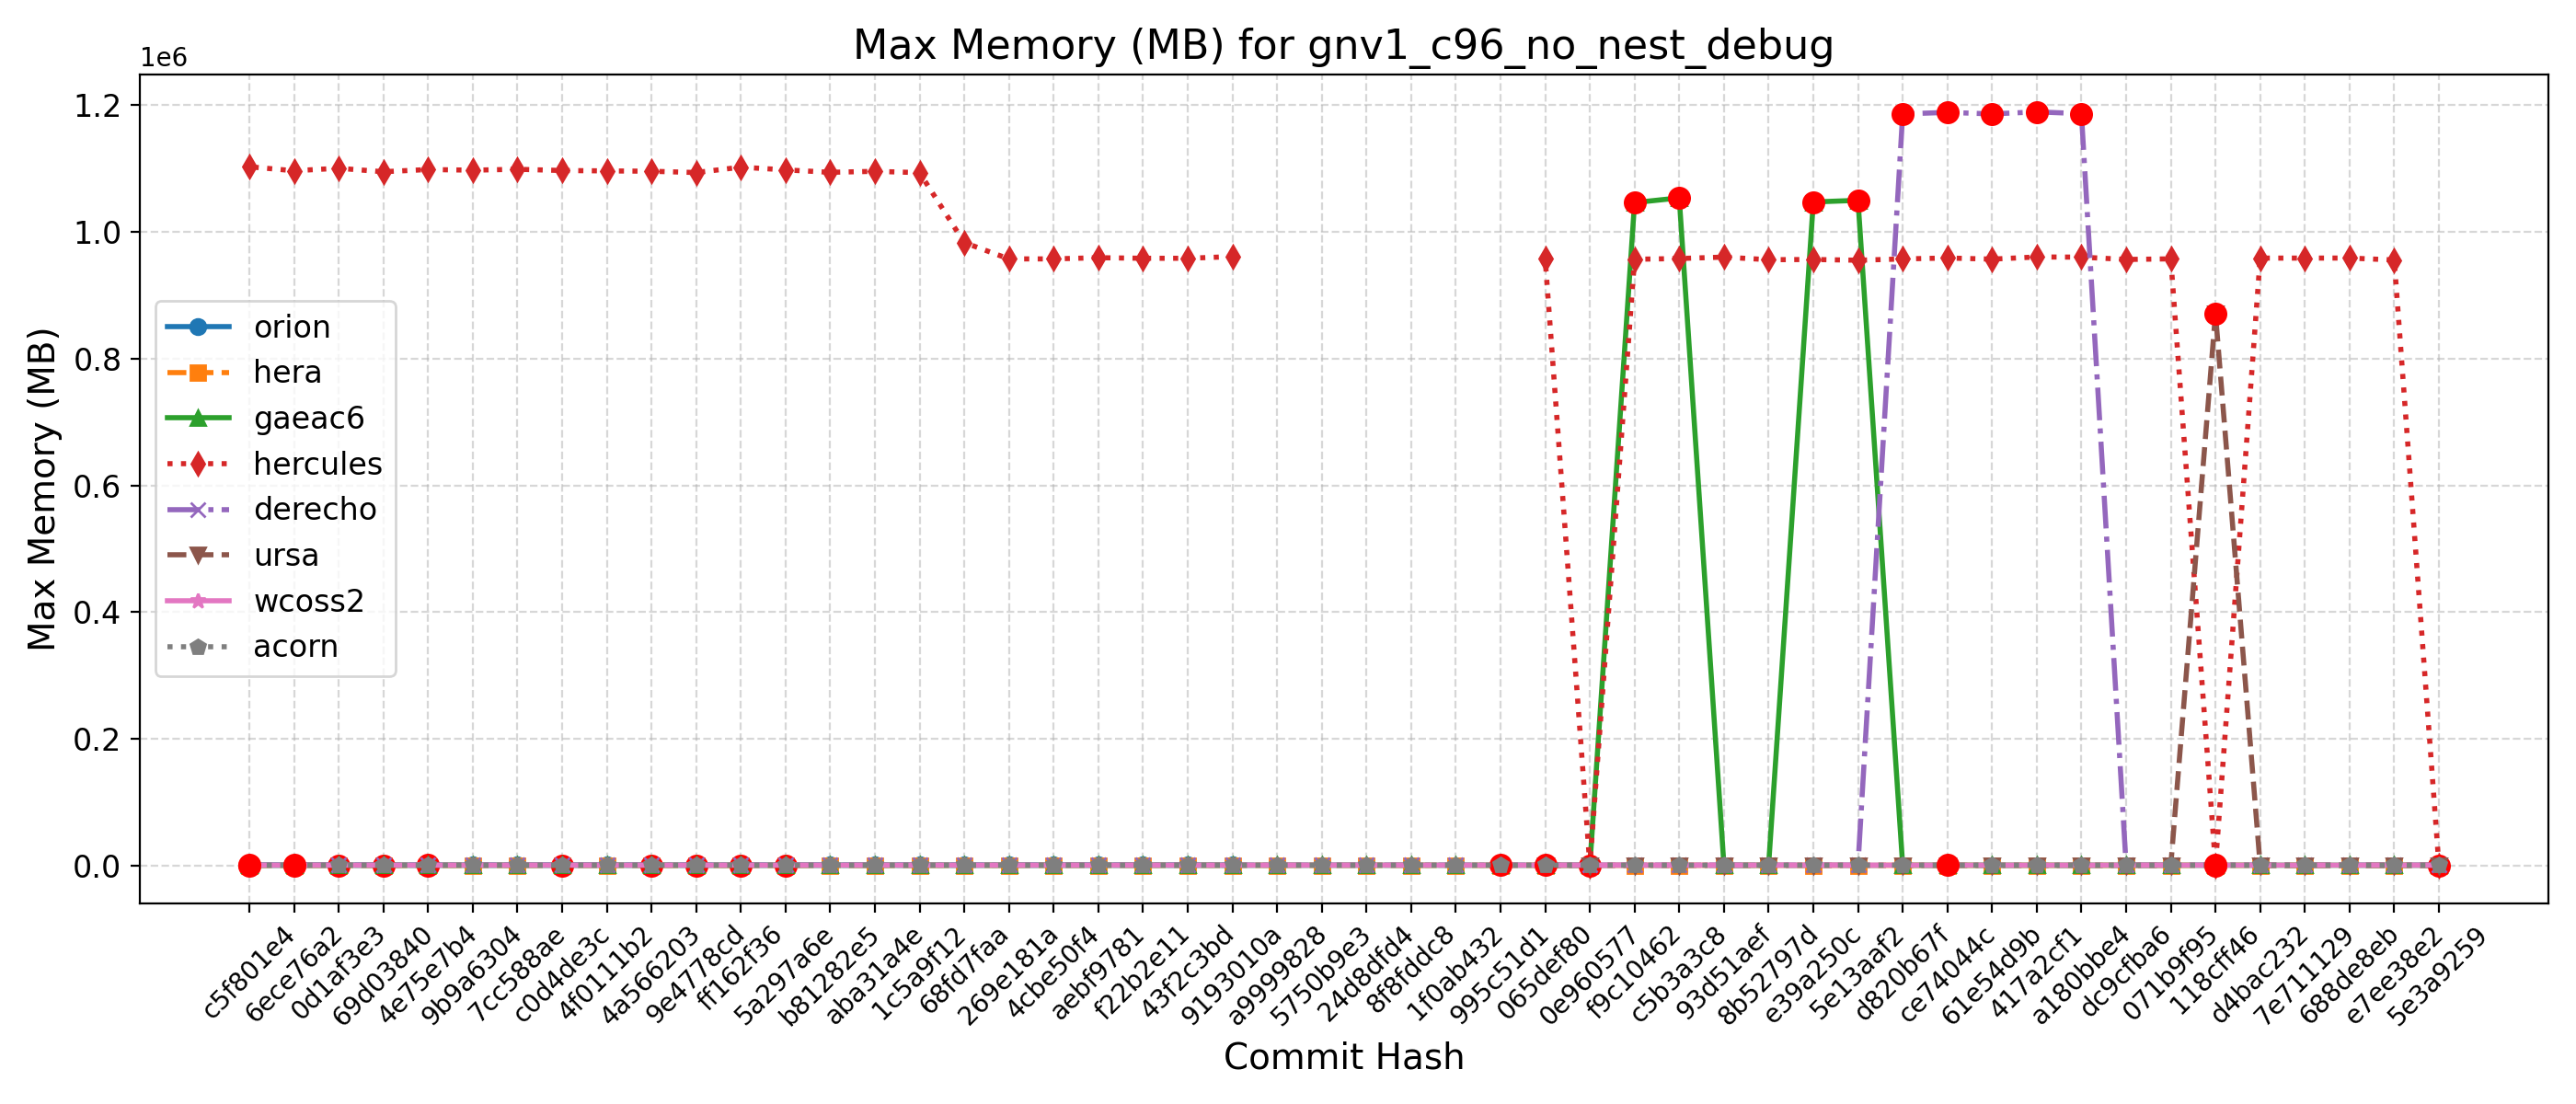 Max Memory (MB) for gnv1_c96_no_nest_debug
1e6
1.2
1.0
0.8
0.6
0.4
0.2
0.0
Max Memory (MB)
orion
hera
gaeac6
hercules
derecho
ursa
wcoss2
acorn
c5f801e4
6ece76a2
0d1af3e3
69d03840
4e75e7b4
9b9a6304
7cc588ae
c0d4de3c
4f0111b2
4a566203
9e4778cd
ff162f36
5a297a6e
b81282e5
aba31a4e
1c5a9f12
68fd7faa
269e181a
4cbe50f4
aebf9781
f22b2e11
43f2c3bd
9193010a
a9999828
5750b9e3
24d8dfd4
8f8fddc8
1f0ab432
995c51d1
065def80
0e960577
f9c10462
c5b3a3c8
93d51aef
8b52797d
e39a250c
5e13aaf2
d820b67f
ce74044c
61e54d9b
417a2cf1
a180bbe4
dc9cfba6
071b9f95
118cff46
d4bac232
7e711129
688de8eb
e7ee38e2
5e3a9259
Commit Hash